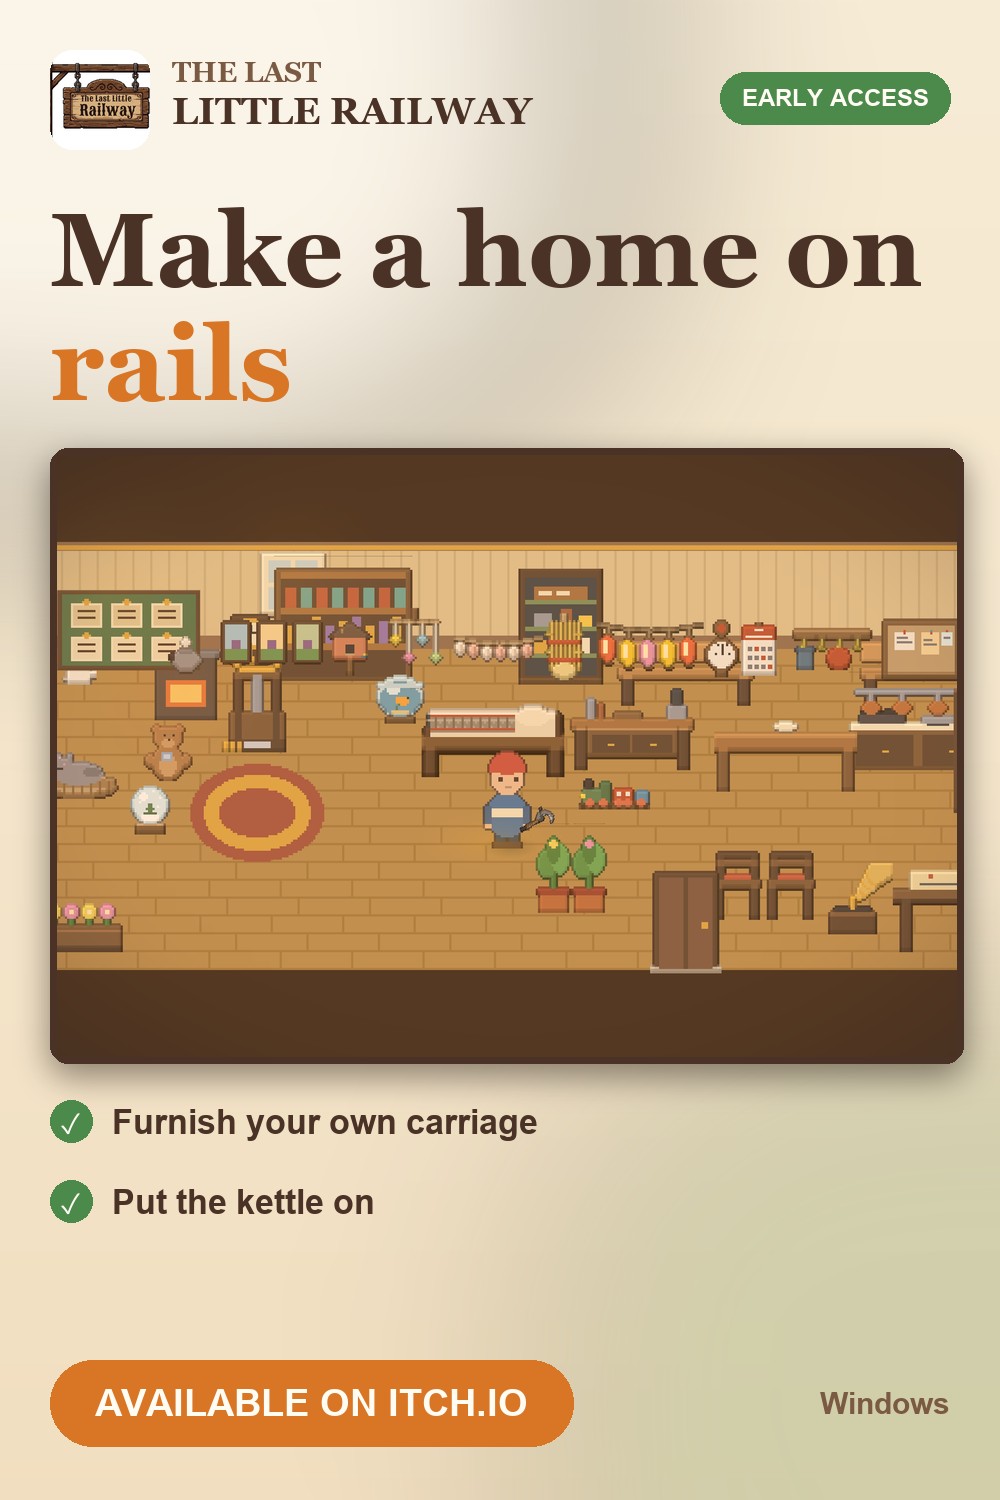 The Last Little
Railway
THE LAST
LITTLE RAILWAY
EARLY ACCESS
Make a home on
rails
Furnish your own carriage
Put the kettle on
AVAILABLE ON ITCH.IO
Windows